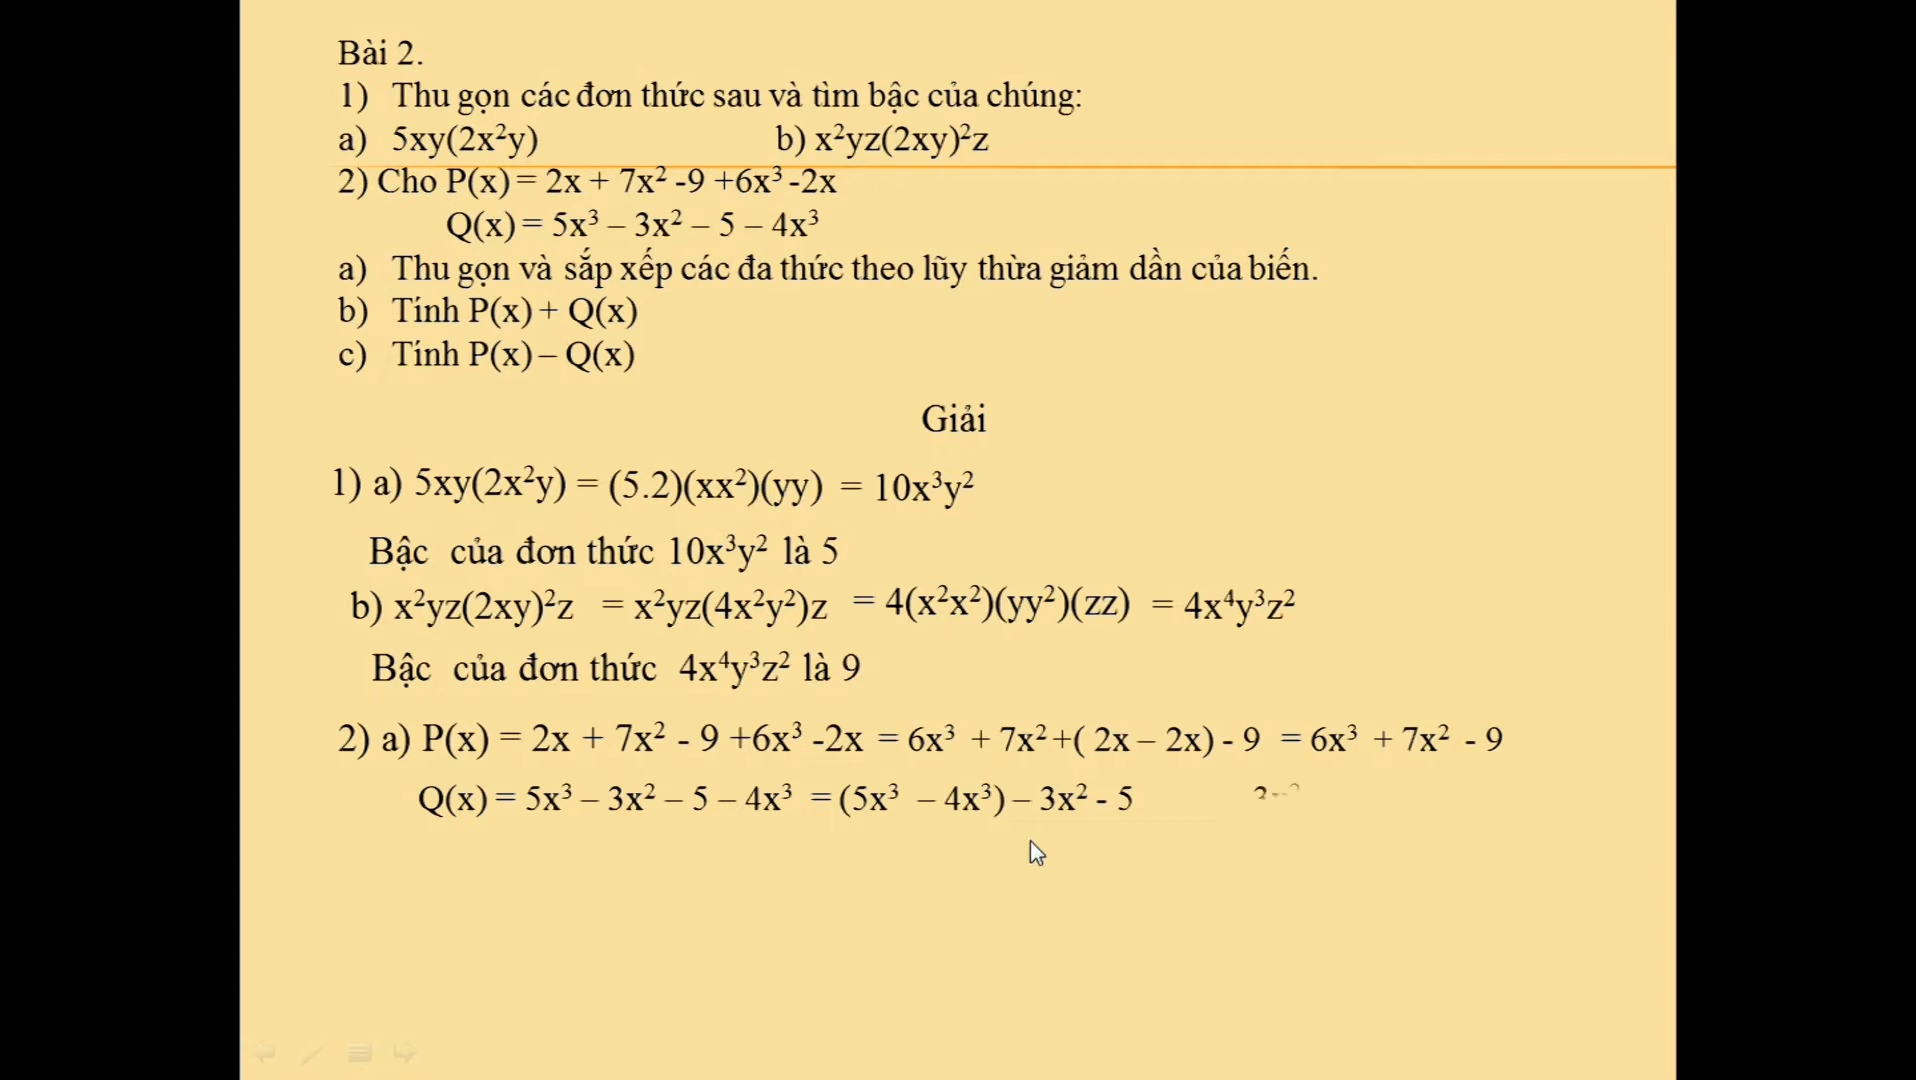 Bài 2.
1) Thu gọn các đơn thức sau và tìm bậc của chúng:
a) 5xy(2x²y) b) x²yz(2xy)²z
2) Cho P(x) = 2x + 7x² -9 +6x³ -2x
Q(x) = 5x³ – 3x² – 5 – 4x³
a) Thu gọn và sắp xếp các đa thức theo lũy thừa giảm dần của biến.
b) Tính P(x) + Q(x)
c) Tính P(x) – Q(x)
Giải
1) a) 5xy(2x²y) = (5.2)(xx²)(yy) = 10x³y²
Bậc của đơn thức 10x³y² là 5
b) x²yz(2xy)²z = x²yz(4x²y²)z = 4(x²x²)(yy²)(zz) = 4x⁴y³z²
Bậc của đơn thức 4x⁴y³z² là 9
2) a) P(x) = 2x + 7x² - 9 +6x³ -2x = 6x³ + 7x² +( 2x – 2x) - 9 = 6x³ + 7x² - 9
Q(x) = 5x³ – 3x² – 5 – 4x³ = (5x³ – 4x³) – 3x² - 5